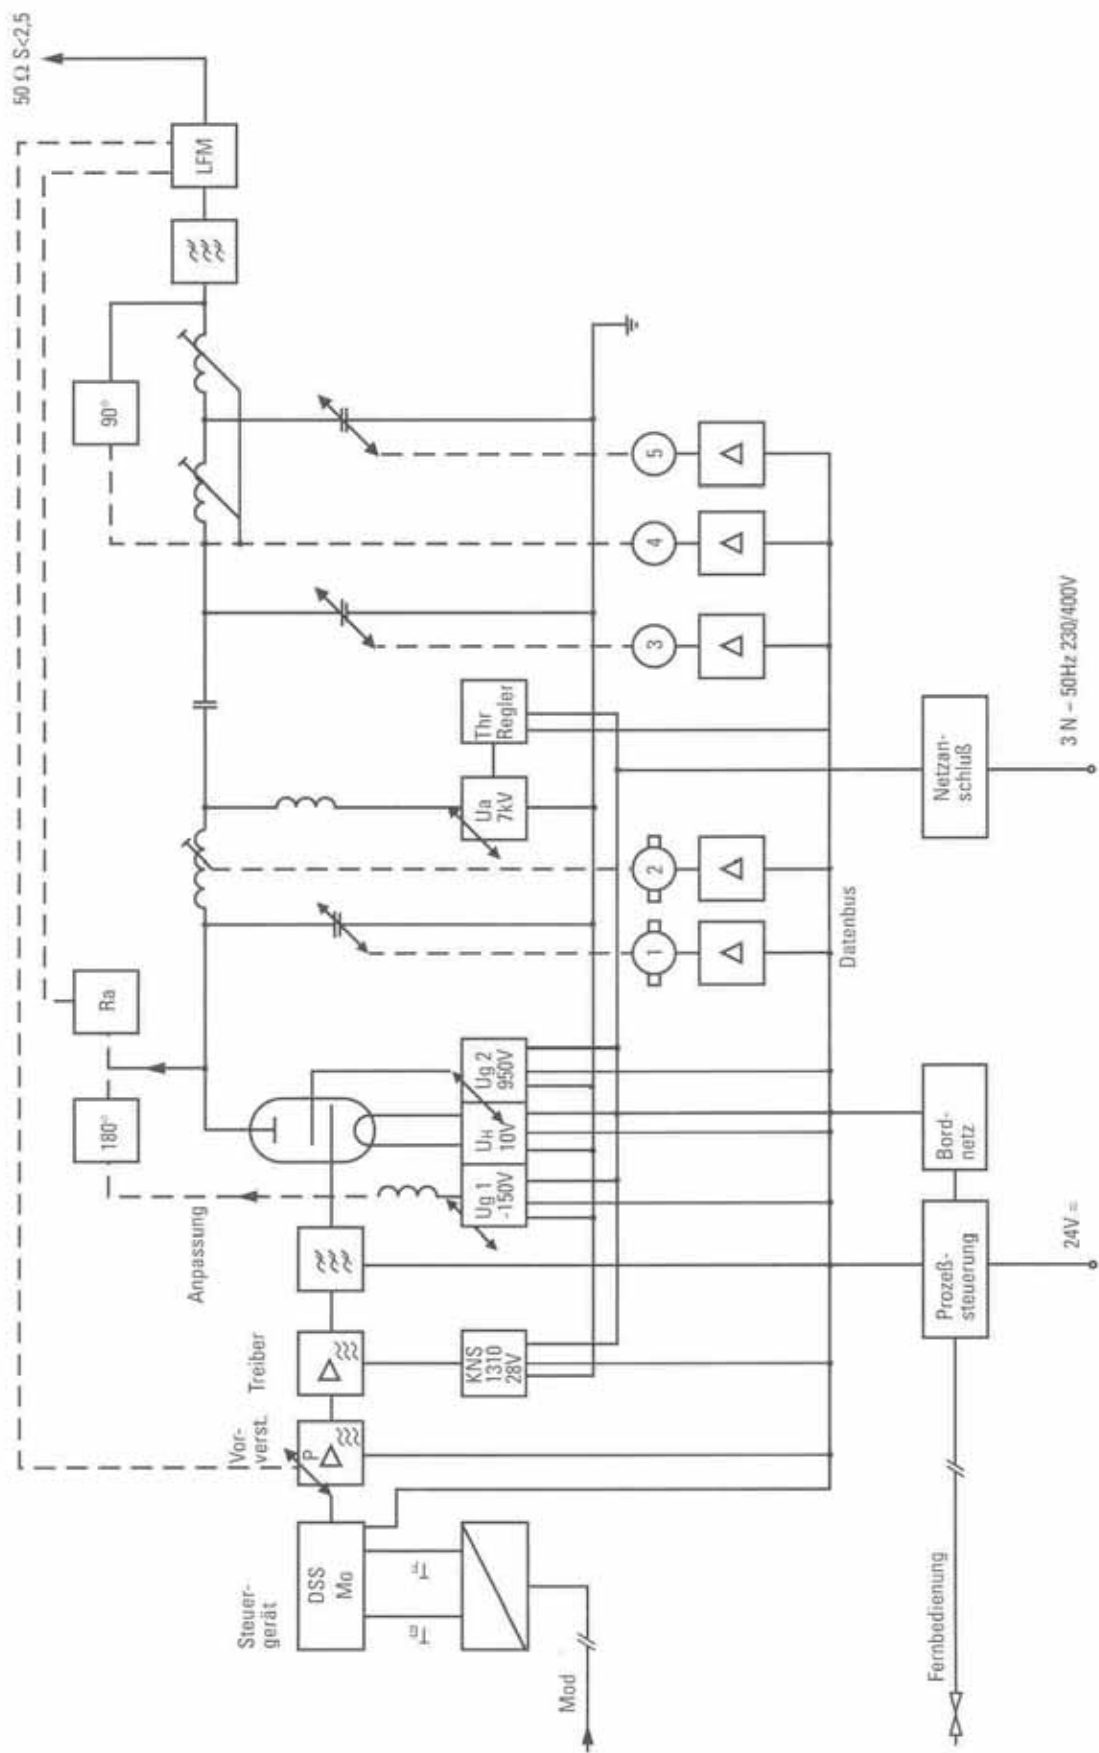 50 Ω S<2,5
LFM
90°
Ra
180°
Anpassung
Treiber
Vor-
verst.
P
Steuer-
gerät
DSS
Mo
Mod
KNS
1310
28V
Ug 1
-150V
UH
10V
Ug 2
950V
Ua
7kV
Thr
Regler
1
2
3
4
5
Datenbus
Fernbedienung
Prozeß-
steuerung
24V =
Bord-
netz
Netzan-
schluß
3 N ~ 50Hz 230/400V